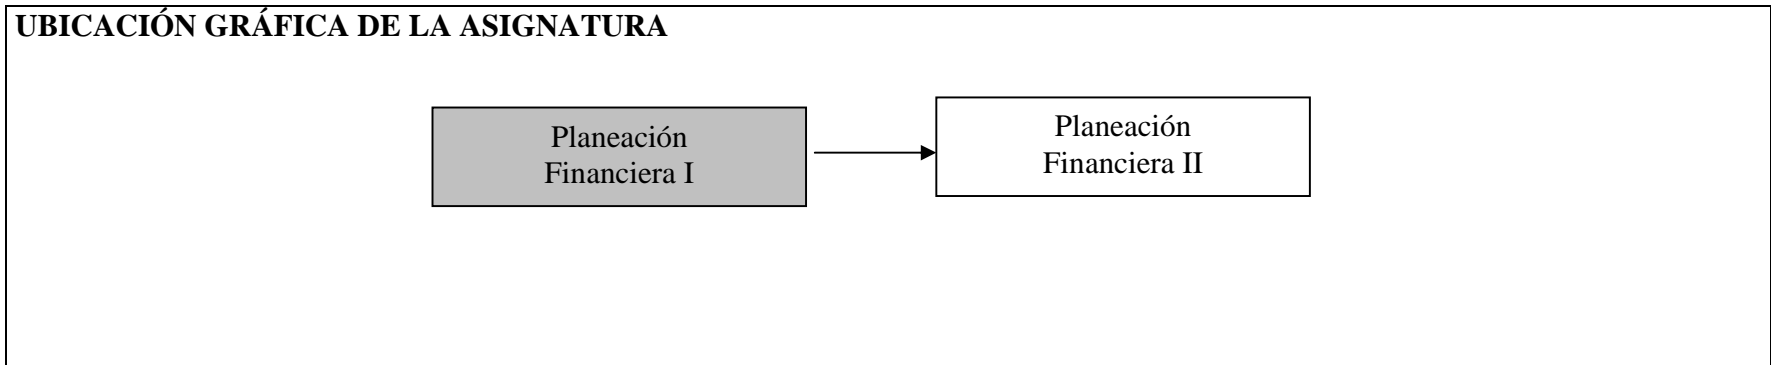 UBICACIÓN GRÁFICA DE LA ASIGNATURA
Planeación
Financiera I
Planeación
Financiera II